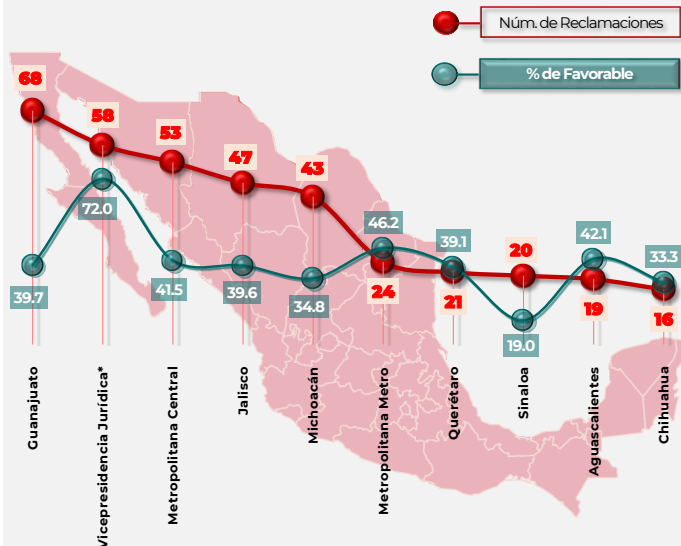 Núm. de Reclamaciones
% de Favorable
68
58
53
47
43
24
21
20
19
16
39.7
72.0
41.5
39.6
34.8
46.2
39.1
19.0
42.1
33.3
Guanajuato
Vicepresidencia Jurídica*
Metropolitana Central
Jalisco
Michoacán
Metropolitana Metro
Querétaro
Sinaloa
Aguascalientes
Chihuahua